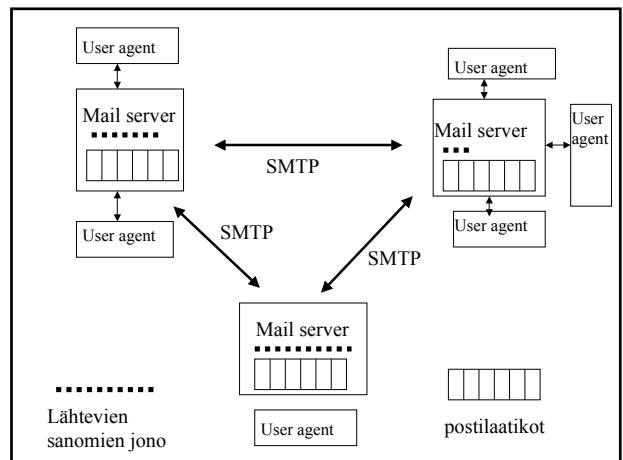 User agent
User agent
Mail server
Mail server
User
agent
SMTP
User agent
User agent
SMTP
SMTP
Mail server
Lähtevien
sanomien jono
User agent
postilaatikot